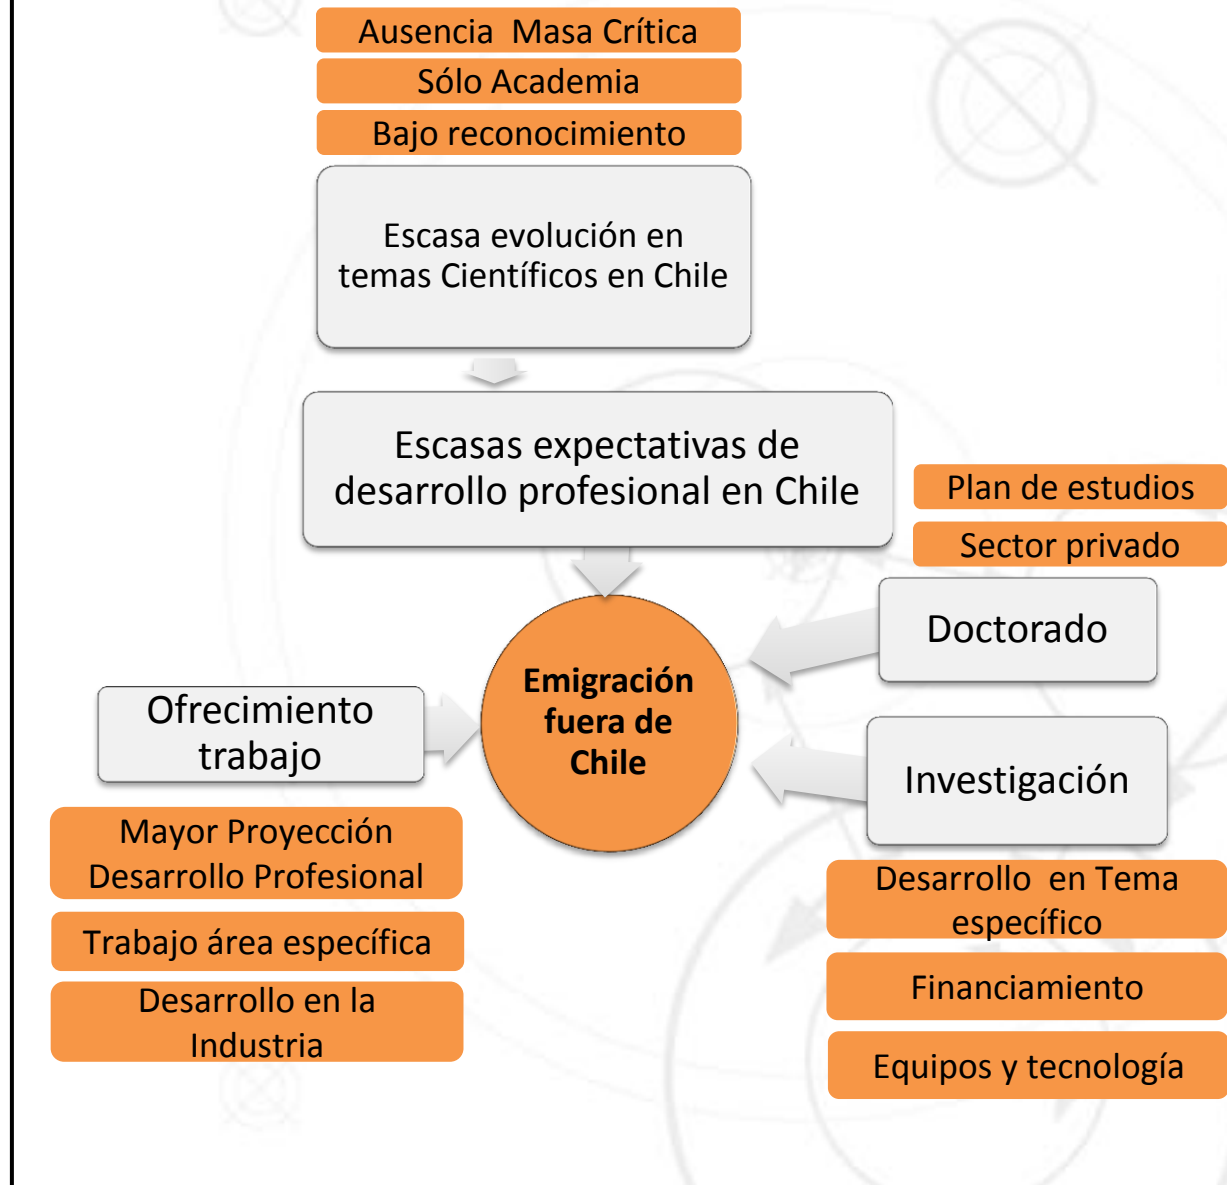 Ausencia  Masa Crítica
Sólo Academia
Bajo reconocimiento
Escasa evolución en
temas Científicos en Chile
Escasas expectativas de
desarrollo profesional en Chile
Plan de estudios
Sector privado
Doctorado
Emigración
fuera de
Chile
Ofrecimiento
trabajo
Investigación
Mayor Proyección
Desarrollo Profesional
Trabajo área específica
Desarrollo en la
Industria
Desarrollo  en Tema
específico
Financiamiento
Equipos y tecnología